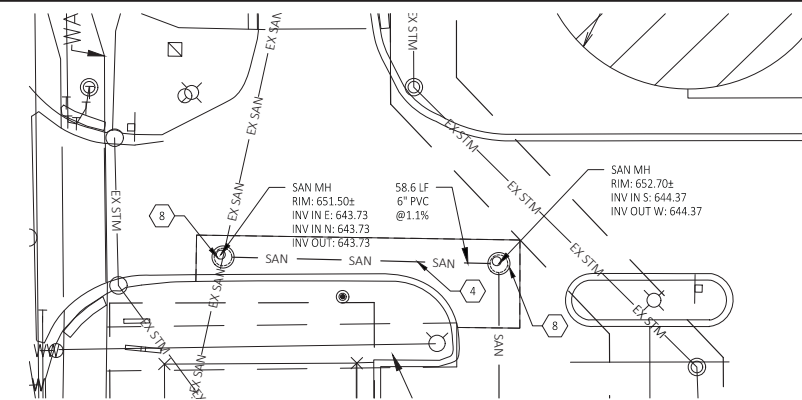 WA
EX SAN
EX STM
EX SAN
EX STM
SAN MH
RIM: 651.50±
INV IN E: 643.73
INV IN N: 643.73
INV OUT: 643.73
58.6 LF
6" PVC
@1.1%
SAN MH
RIM: 652.70±
INV IN S: 644.37
INV OUT W: 644.37
EX STM
EX STM
EX SAN
8
EX STM
SAN
SAN
SAN
4
8
EX SAN
EX STM
EX STM
SAN
EX SAN
W
W